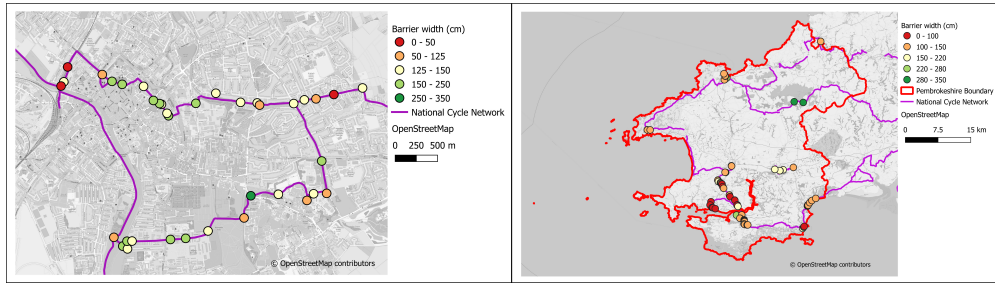 Barrier width (cm)
0 - 50
50 - 125
125 - 150
150 - 250
250 - 350
National Cycle Network
OpenStreetMap
0 250 500 m
© OpenStreetMap contributors
Barrier width (cm)
0 - 100
100 - 150
150 - 220
220 - 280
280 - 350
Pembrokeshire Boundary
National Cycle Network
OpenStreetMap
0 7.5 15 km
© OpenStreetMap contributors